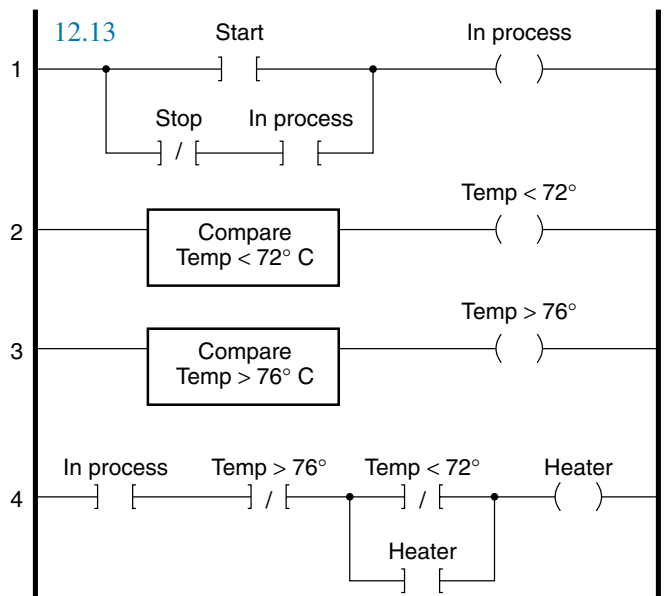 12.13
Start
In process
1
Stop
In process
/
Temp < 72°
2
Compare
Temp < 72° C
Temp > 76°
3
Compare
Temp > 76° C
In process
Temp > 76°
Temp < 72°
Heater
4
/
/
Heater